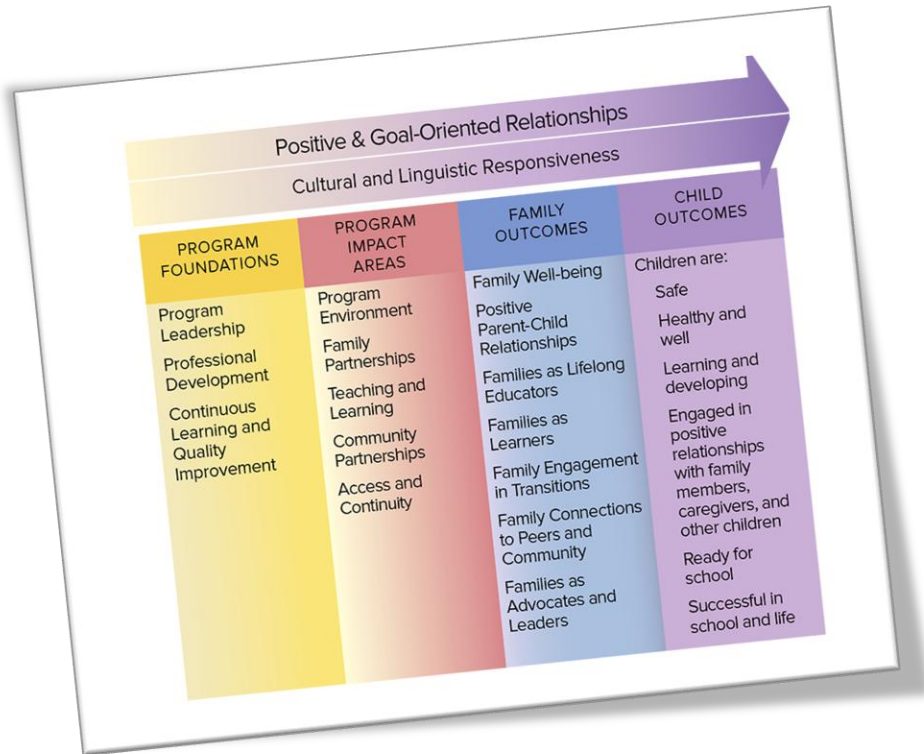 Positive & Goal-Oriented Relationships
Cultural and Linguistic Responsiveness
PROGRAM
FOUNDATIONS
Program
Leadership
Professional
Development
Continuous
Learning and
Quality
Improvement
PROGRAM
IMPACT
AREAS
Program
Environment
Family
Partnerships
Teaching and
Learning
Community
Partnerships
Access and
Continuity
FAMILY
OUTCOMES
Family Well-being
Positive
Parent-Child
Relationships
Families as Lifelong
Educators
Families as
Learners
Family Engagement
in Transitions
Family Connections
to Peers and
Community
Families as
Advocates and
Leaders
CHILD
OUTCOMES
Children are:
Safe
Healthy and
well
Learning and
developing
Engaged in
positive
relationships
with family
members,
caregivers, and
other children
Ready for
school
Successful in
school and life